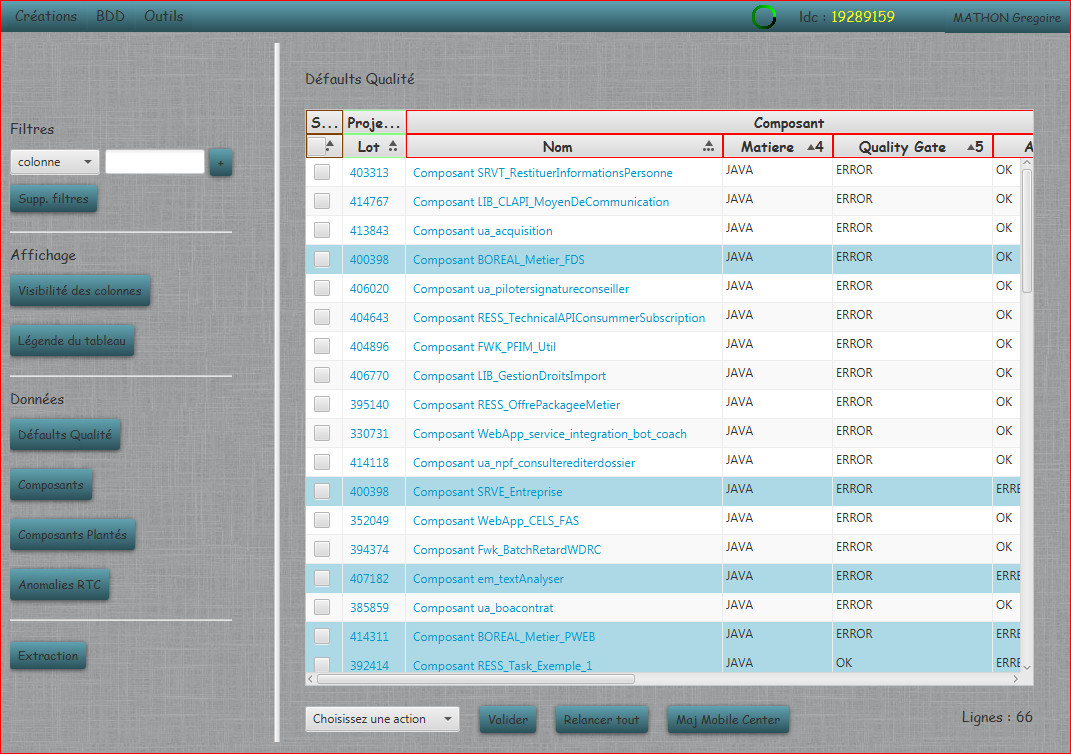 Créations BDD Outils Idc : 19289159 MATHON Gregoire
Défaults Qualité
Filtres
colonne +
Supp. filtres
Affichage
Visibilité des colonnes
Légende du tableau
Données
Défaults Qualité
Composants
Composants Plantés
Anomalies RTC
Extraction
S... Proje... Composant
Lot Nom Matiere 4 Quality Gate 5 A
403313 Composant SRVT_RestituerInformationsPersonne JAVA ERROR OK
414767 Composant LIB_CLAPI_MoyenDeCommunication JAVA ERROR OK
413843 Composant ua_acquisition JAVA ERROR OK
400398 Composant BOREAL_Metier_FDS JAVA ERROR OK
406020 Composant ua_pilotersignatureconseiller JAVA ERROR OK
404643 Composant RESS_TechnicalAPIConsummerSubscription JAVA ERROR OK
404896 Composant FWK_PFIM_Util JAVA ERROR OK
406770 Composant LIB_GestionDroitsImport JAVA ERROR OK
395140 Composant RESS_OffrePackageeMetier JAVA ERROR OK
330731 Composant WebApp_service_integration_bot_coach JAVA ERROR OK
414118 Composant ua_npf_consulterediterdossier JAVA ERROR OK
400398 Composant SRVE_Entreprise JAVA ERROR ERRE
352049 Composant WebApp_CELS_FAS JAVA ERROR OK
394374 Composant Fwk_BatchRetardWDRC JAVA ERROR OK
407182 Composant em_textAnalyser JAVA ERROR ERRE
385859 Composant ua_boacontrat JAVA ERROR OK
414311 Composant BOREAL_Metier_PWEB JAVA ERROR ERRE
392414 Composant RESS_Task_Exemple_1 JAVA OK ERRE
Choisissez une action Valider Relancer tout Maj Mobile Center Lignes : 66